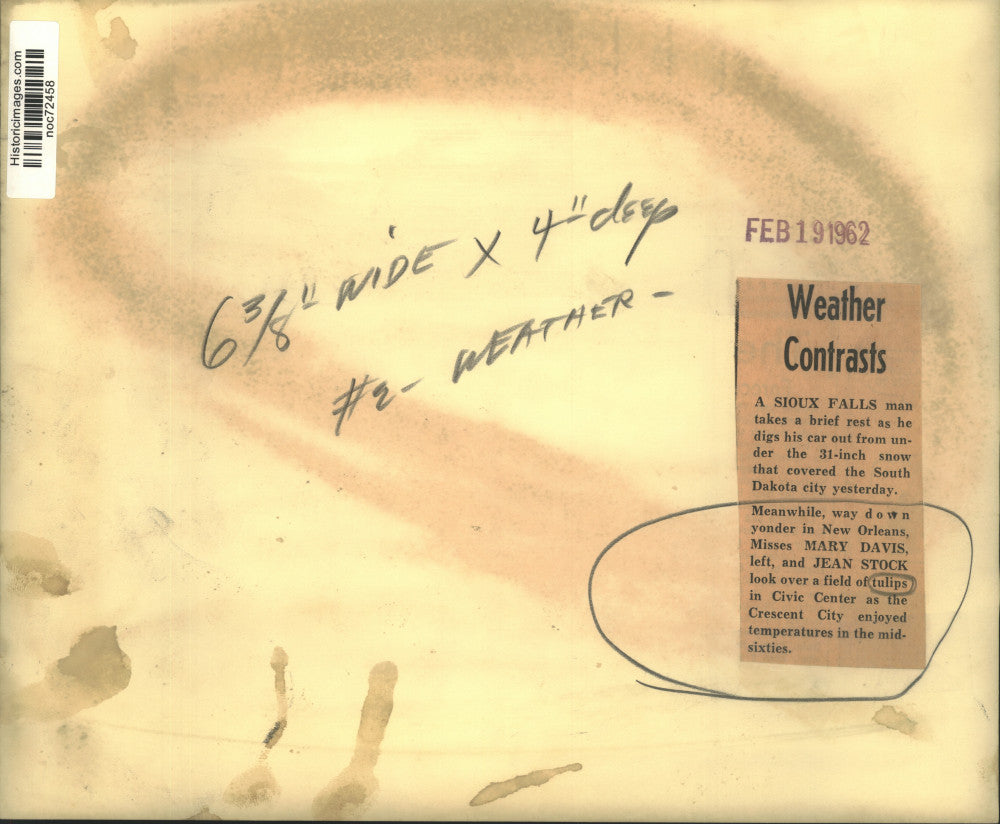 Historicimages.com
noc72458
6 3/8" WIDE X 4" deep
#2- WEATHER-
FEB 19 1962
Weather
Contrasts
A SIOUX FALLS man
takes a brief rest as he
digs his car out from un-
der the 31-inch snow
that covered the South
Dakota city yesterday.
Meanwhile, way down
yonder in New Orleans,
Misses MARY DAVIS,
left, and JEAN STOCK
look over a field of tulips
in Civic Center as the
Crescent City enjoyed
temperatures in the mid-
sixties.